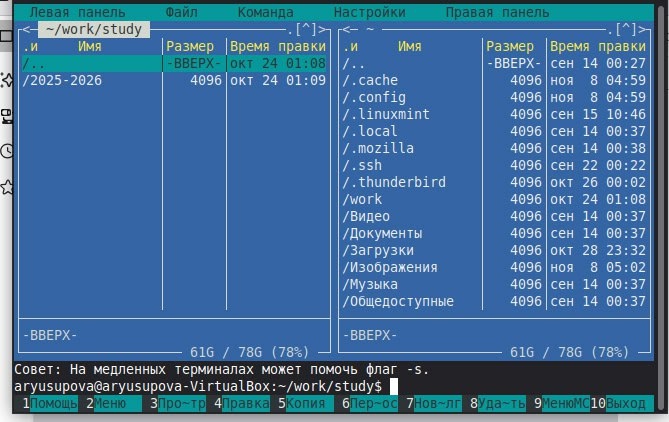 Левая панель Файл Команда Настройки Правая панель
<─ ~/work/study ─.[^]>
.и Имя Размер Время правки
/.. -ВВЕРХ- окт 24 01:08
/2025-2026 4096 окт 24 01:09
-ВВЕРХ-
61G / 78G (78%)
<─ ~ ─.[^]>
.и Имя Размер Время правки
/.. -ВВЕРХ- сен 14 00:27
/.cache 4096 ноя 8 04:59
/.config 4096 ноя 8 04:59
/.linuxmint 4096 сен 15 10:46
/.local 4096 сен 14 00:37
/.mozilla 4096 сен 14 00:38
/.ssh 4096 сен 22 00:22
/.thunderbird 4096 окт 26 00:02
/work 4096 окт 24 01:08
/Видео 4096 сен 14 00:37
/Документы 4096 сен 14 00:37
/Загрузки 4096 окт 28 23:32
/Изображения 4096 ноя 8 05:02
/Музыка 4096 сен 14 00:37
/Общедоступные 4096 сен 14 00:37
-ВВЕРХ-
61G / 78G (78%)
Совет: На медленных терминалах может помочь флаг -s.
aryusupova@aryusupova-VirtualBox:~/work/study$
1Помощь 2Меню 3Про~тр 4Правка 5Копия 6Пер~ос 7Нов~лг 8Уда~ть 9МенюMC 10Выход